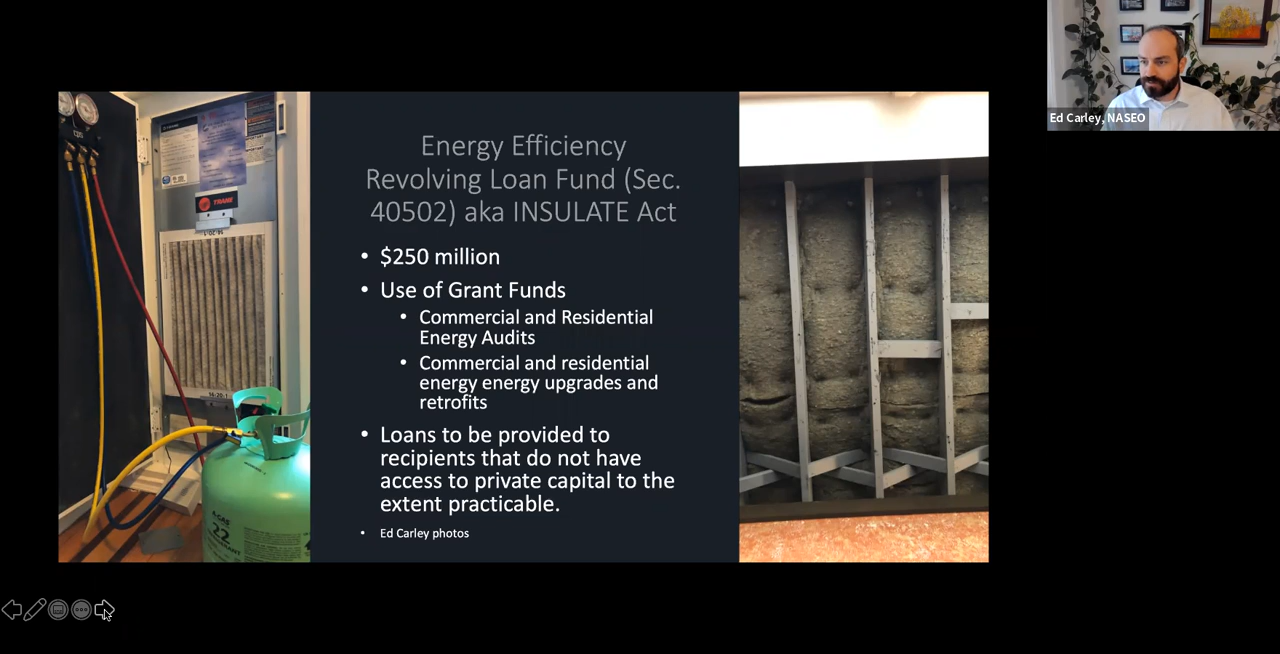 Energy Efficiency
Revolving Loan Fund (Sec.
40502) aka INSULATE Act
• $250 million
• Use of Grant Funds
• Commercial and Residential
Energy Audits
• Commercial and residential
energy energy upgrades and
retrofits
• Loans to be provided to
recipients that do not have
access to private capital to the
extent practicable.
• Ed Carley photos
Ed Carley, NASEO
TRANE
22